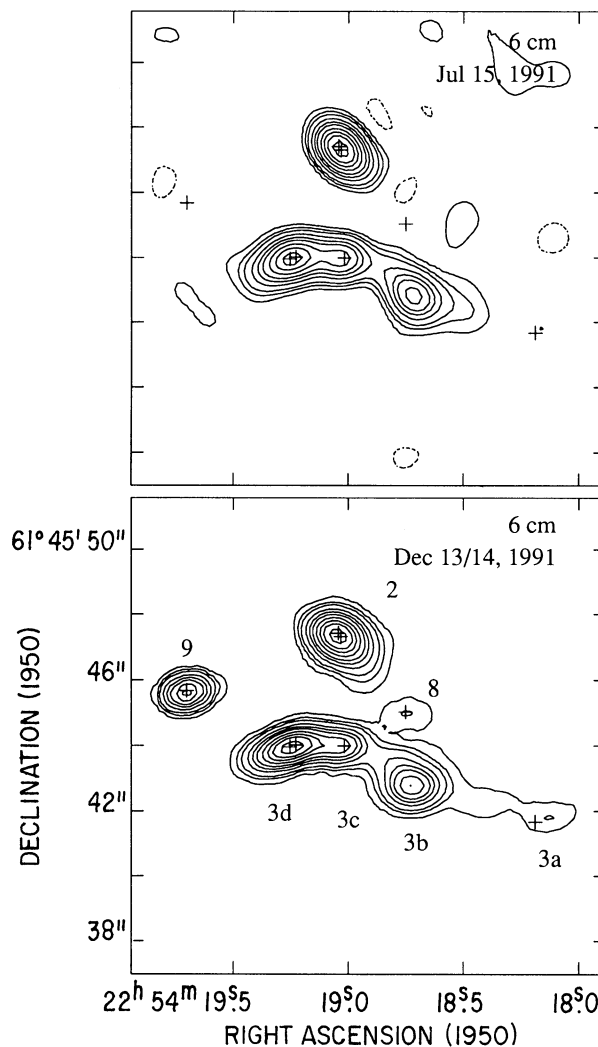 6 cm
Jul 15, 1991
6 cm
Dec 13/14, 1991
61° 45' 50"
2
9
46"
8
42"
3d 3c 3b 3a
38"
DECLINATION (1950)
22ʰ 54ᵐ 19ˢ.5 19ˢ.0 18ˢ.5 18ˢ.0
RIGHT ASCENSION (1950)